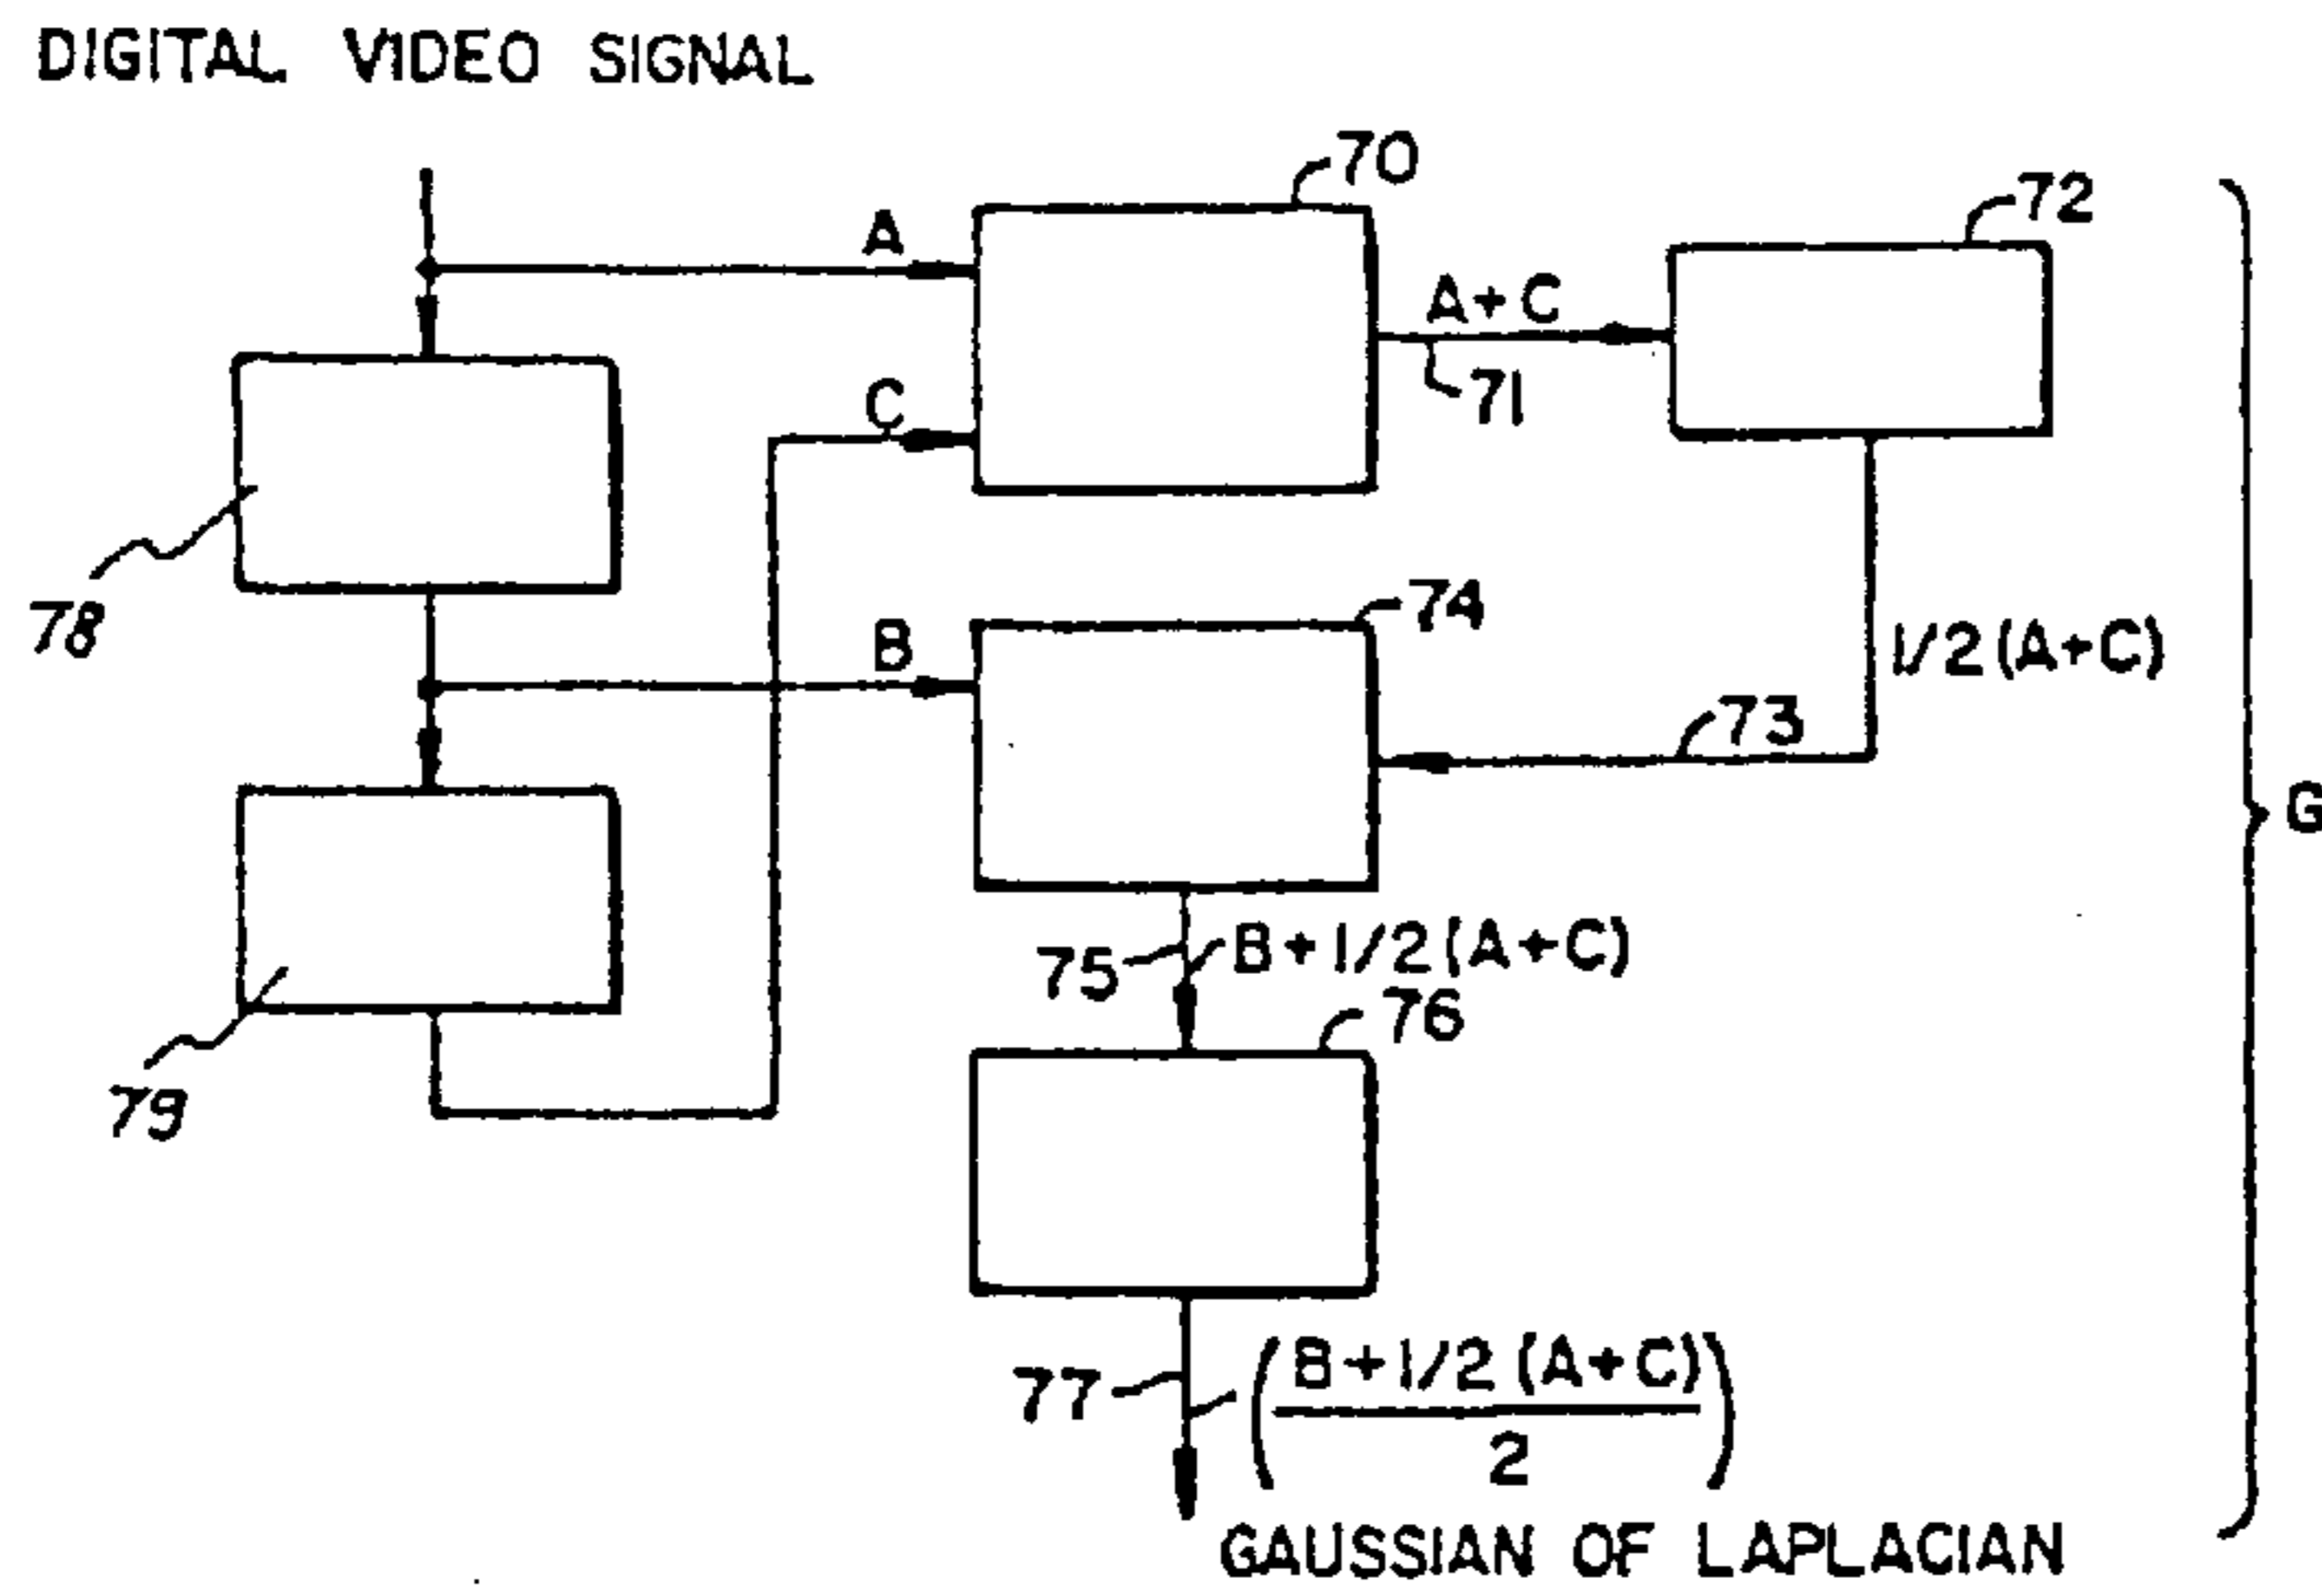 DIGITAL VIDEO SIGNAL
70
72
A
A+C
71
C
78
74
B
1/2(A+C)
73
G
75
B+1/2(A+C)
76
79
77
(B+1/2(A+C))
2
GAUSSIAN OF LAPLACIAN